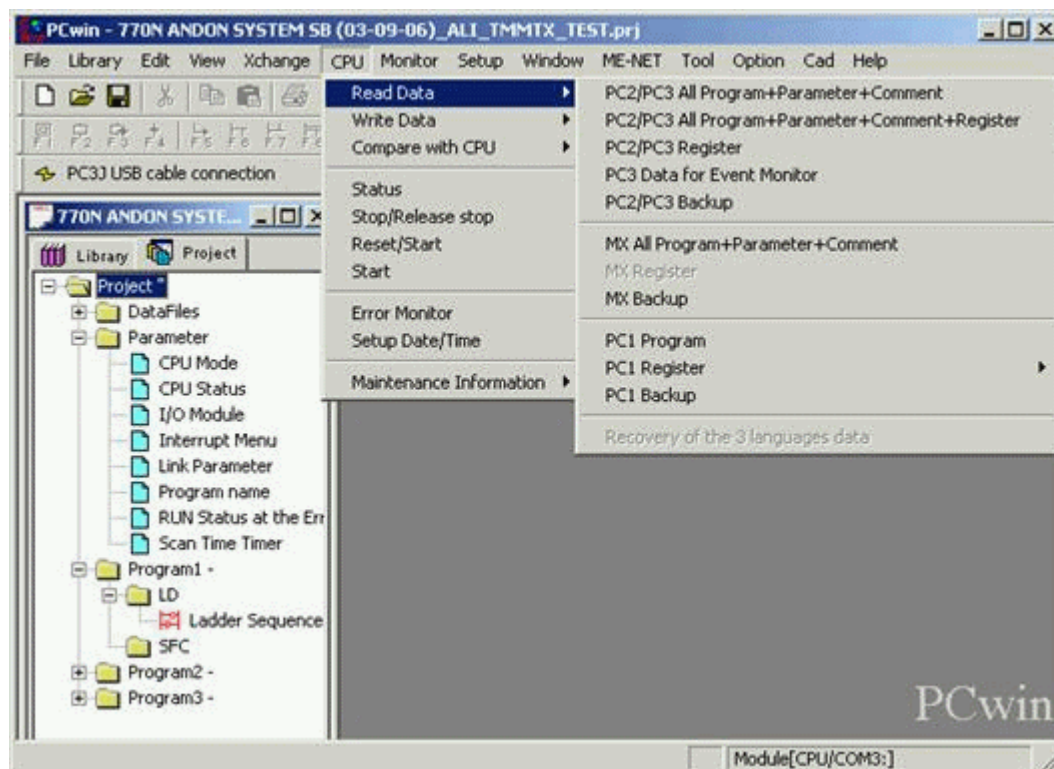 PCwin - 770N ANDON SYSTEM SB (03-09-06)_ALI_TMMTX_TEST.prj
File Library Edit View Xchange CPU Monitor Setup Window ME-NET Tool Option Cad Help
F1 F2 F3 F4 F5 F6 F7
PC3J USB cable connection
770N ANDON SYSTE...
Library Project
Project *
DataFiles
Parameter
CPU Mode
CPU Status
I/O Module
Interrupt Menu
Link Parameter
Program name
RUN Status at the Err
Scan Time Timer
Program1 -
LD
Ladder Sequence
SFC
Program2 -
Program3 -
Read Data
Write Data
Compare with CPU
Status
Stop/Release stop
Reset/Start
Start
Error Monitor
Setup Date/Time
Maintenance Information
PC2/PC3 All Program+Parameter+Comment
PC2/PC3 All Program+Parameter+Comment+Register
PC2/PC3 Register
PC3 Data for Event Monitor
PC2/PC3 Backup
MX All Program+Parameter+Comment
MX Register
MX Backup
PC1 Program
PC1 Register
PC1 Backup
Recovery of the 3 languages data
PCwin
Module[CPU/COM3:]